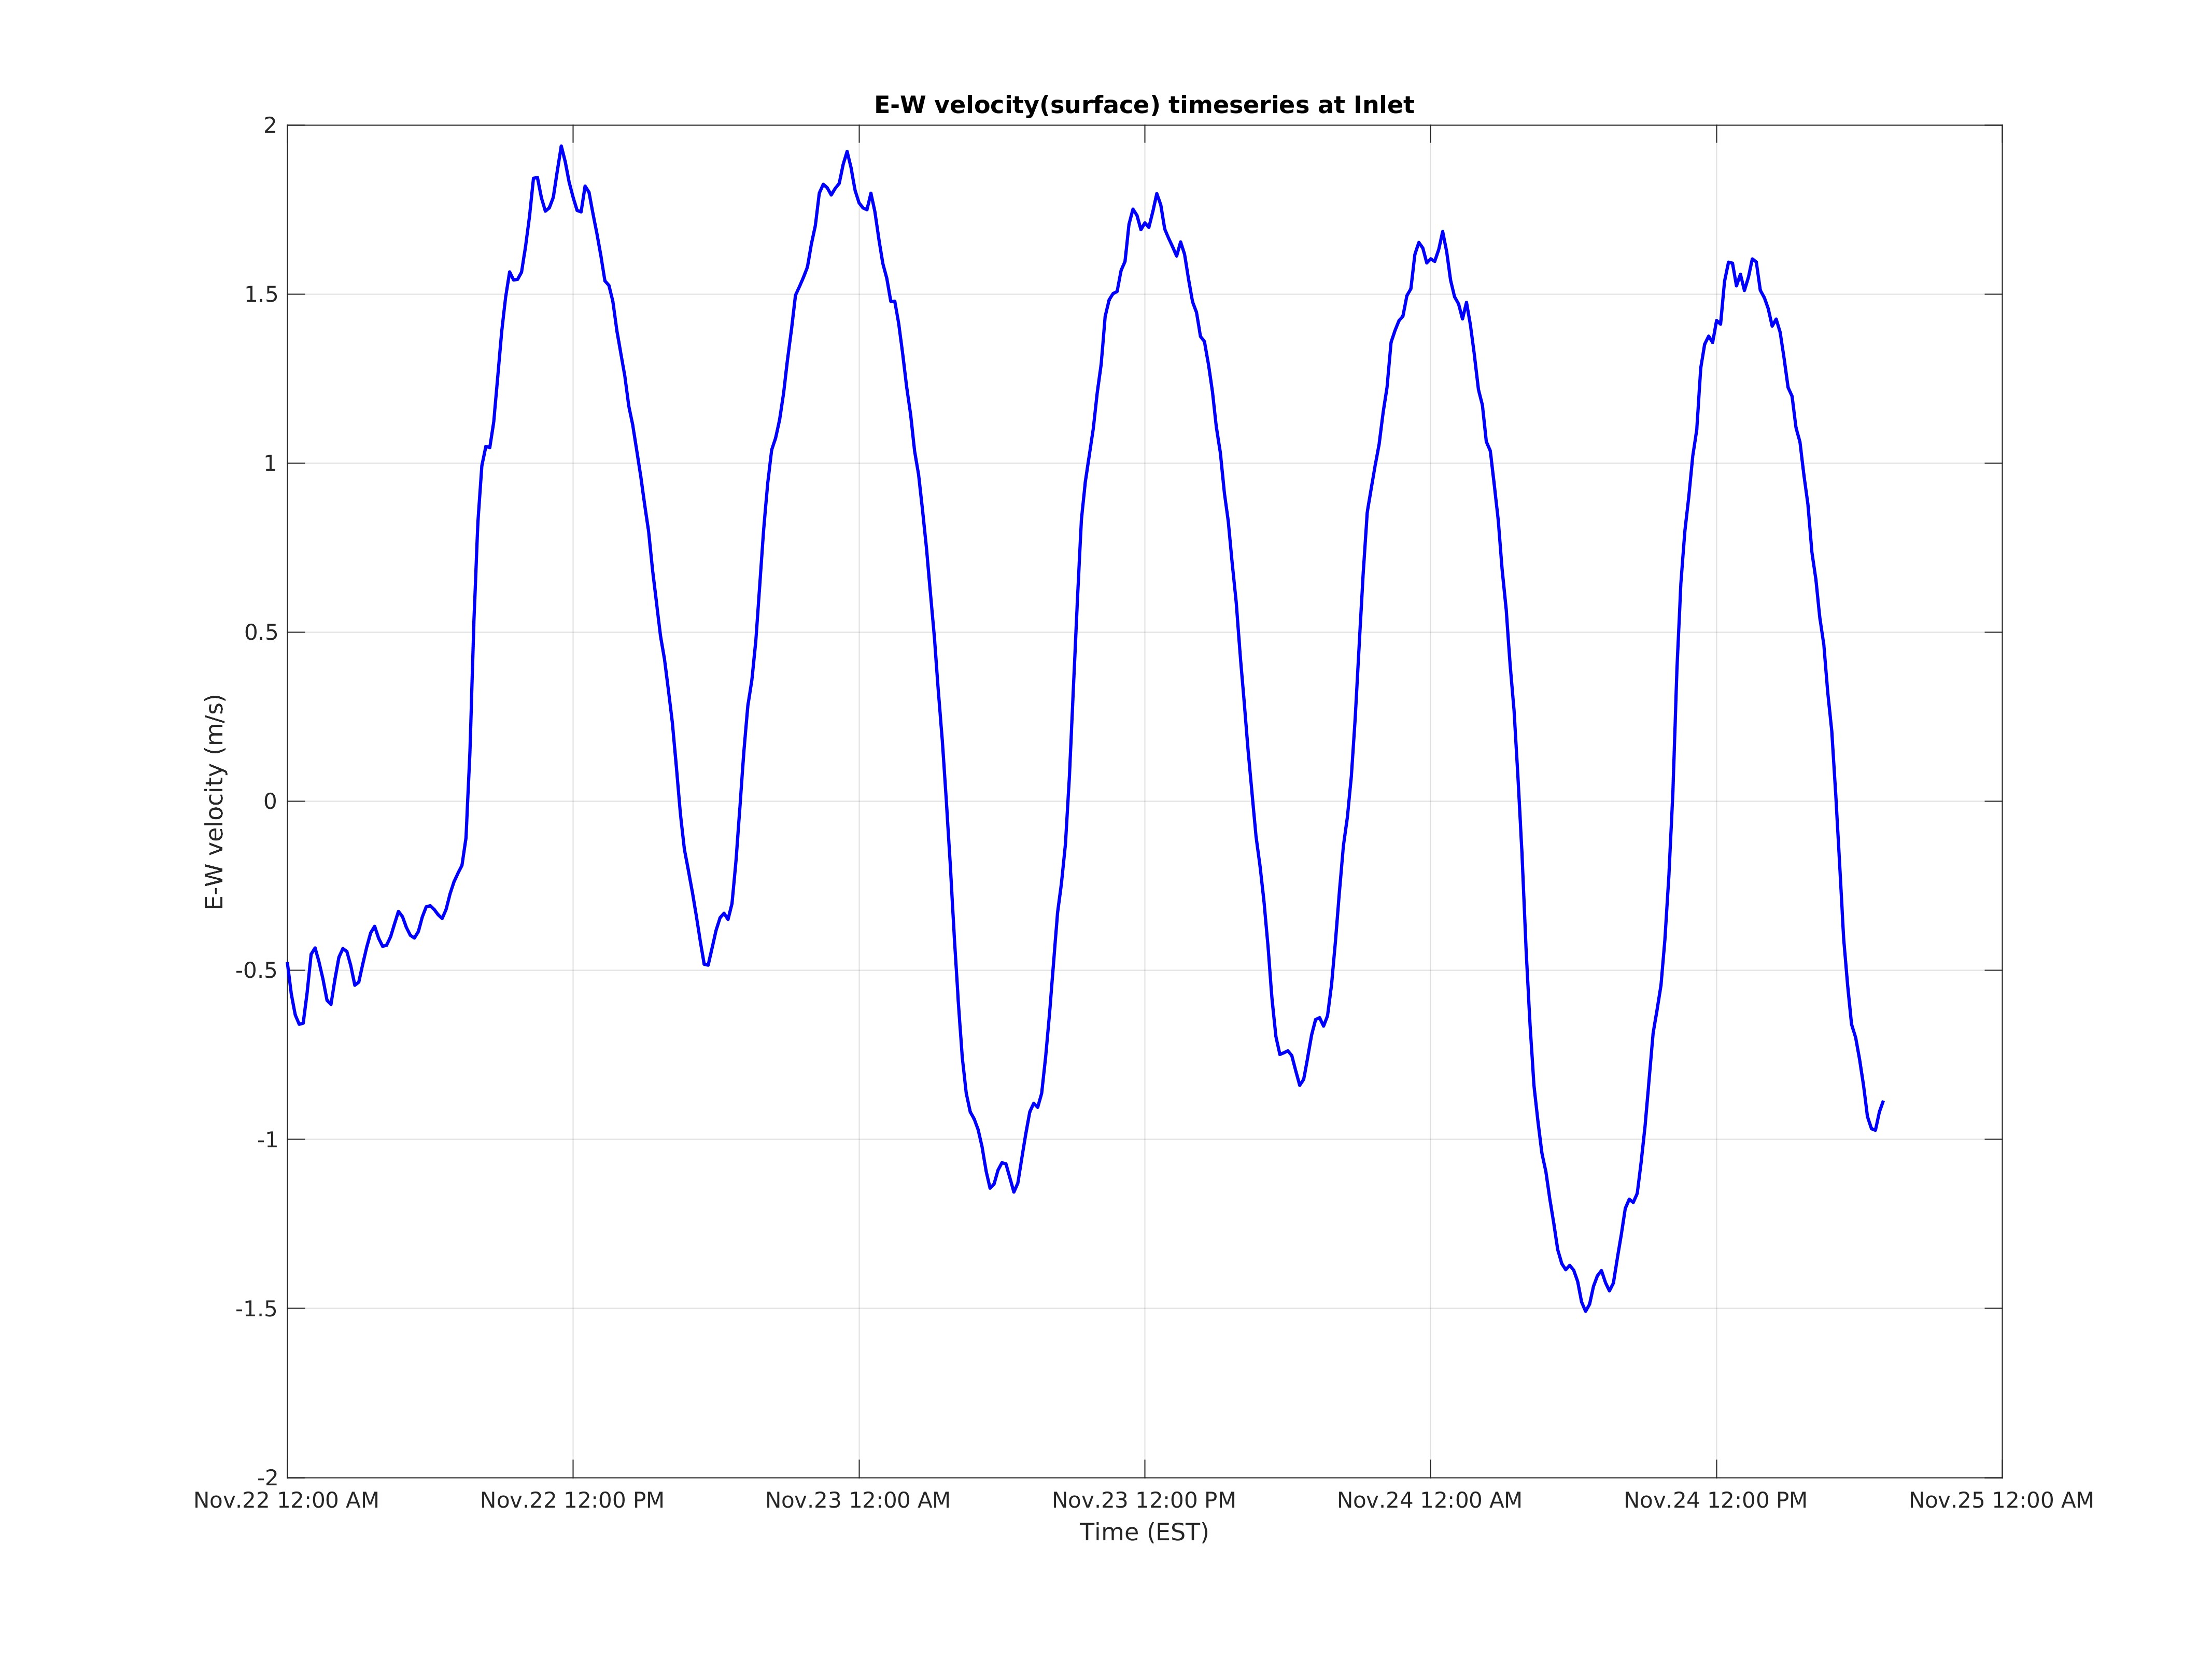 E-W velocity(surface) timeseries at Inlet
2
1.5
1
0.5
0
-0.5
-1
-1.5
-2
E-W velocity (m/s)
Nov.22 12:00 AM Nov.22 12:00 PM Nov.23 12:00 AM Nov.23 12:00 PM Nov.24 12:00 AM Nov.24 12:00 PM Nov.25 12:00 AM
Time (EST)